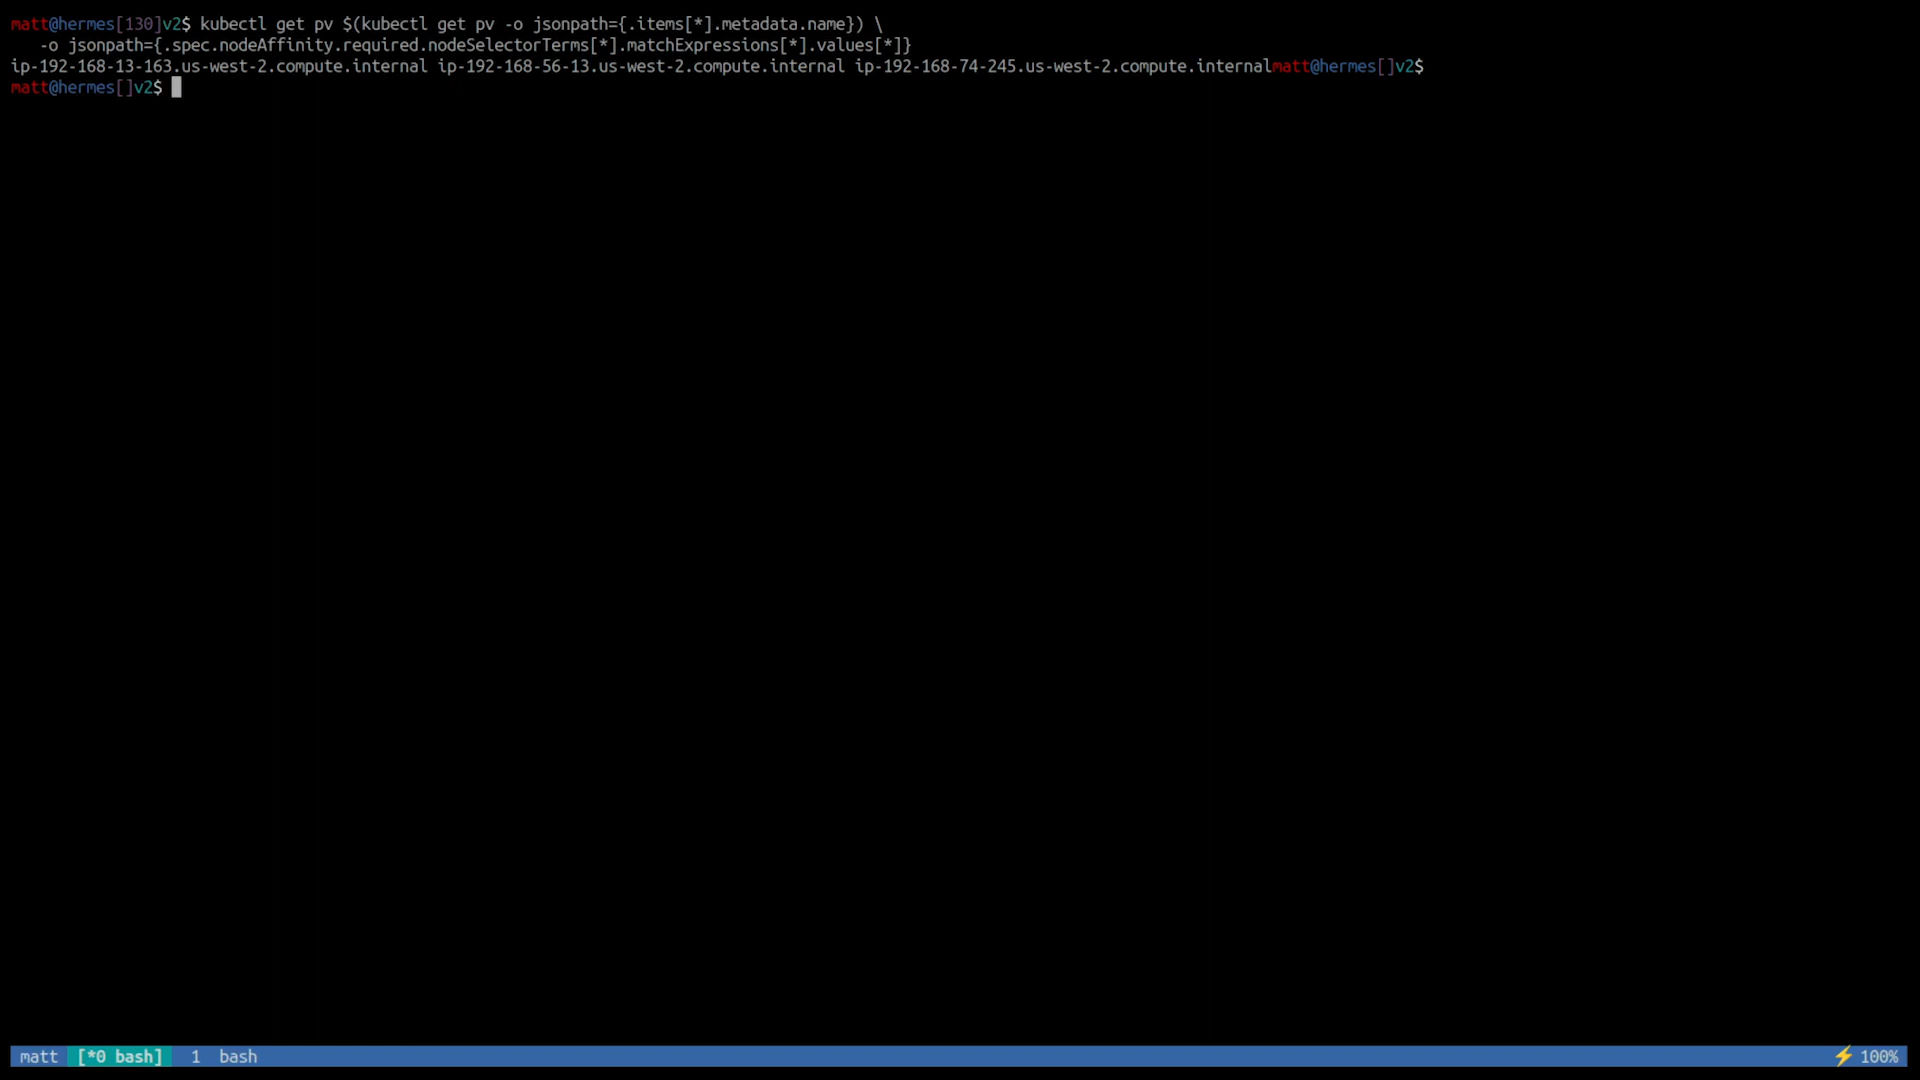 matt@hermes[130]v2$ kubectl get pv $(kubectl get pv -o jsonpath={.items[*].metadata.name}) \
   -o jsonpath={.spec.nodeAffinity.required.nodeSelectorTerms[*].matchExpressions[*].values[*]}
ip-192-168-13-163.us-west-2.compute.internal ip-192-168-56-13.us-west-2.compute.internal ip-192-168-74-245.us-west-2.compute.internalmatt@hermes[]v2$
matt@hermes[]v2$
matt [*0 bash] 1 bash ⚡ 100%